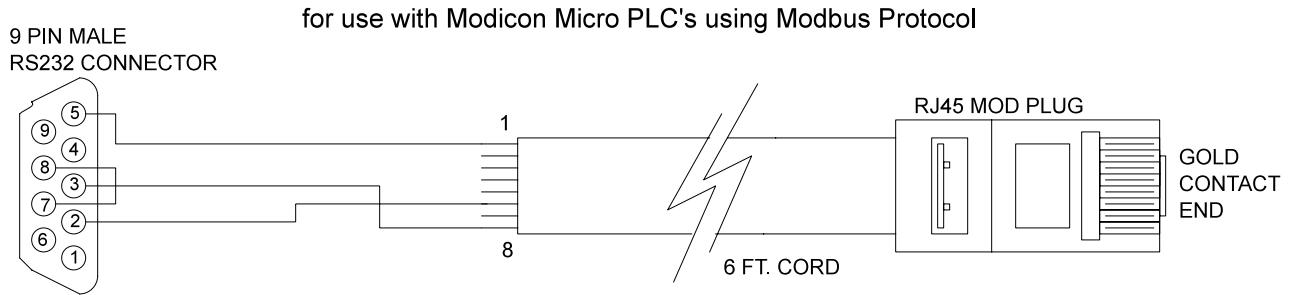 for use with Modicon Micro PLC's using Modbus Protocol
9 PIN MALE
RS232 CONNECTOR
5
9
4
8
3
7
2
6
1
1
8
6 FT. CORD
RJ45 MOD PLUG
GOLD
CONTACT
END